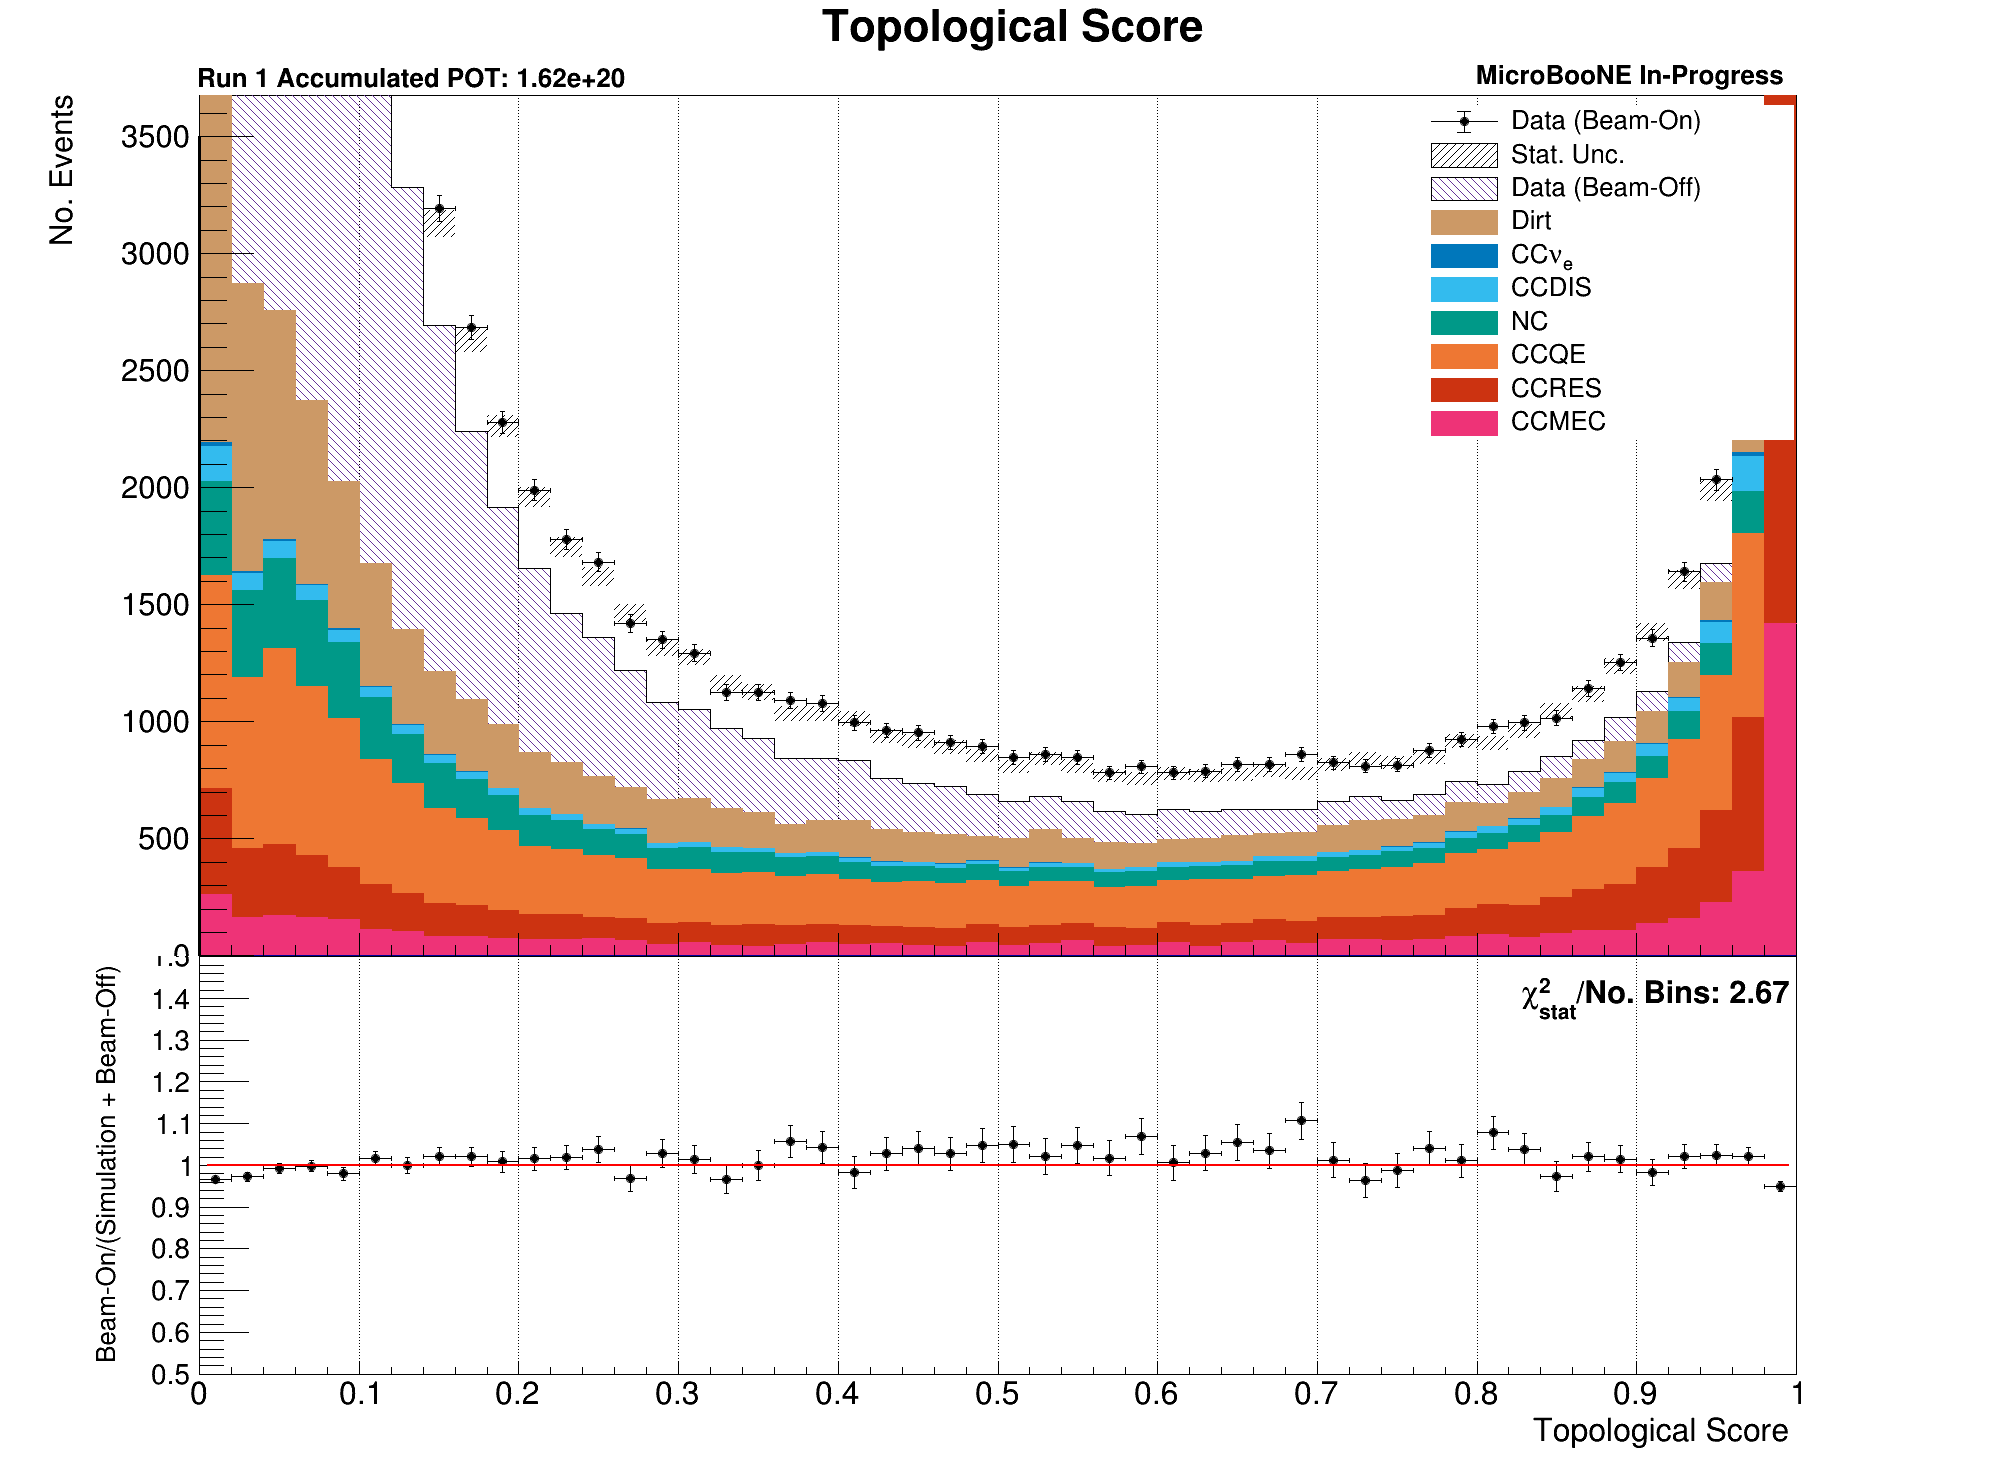 Topological Score
Run 1 Accumulated POT: 1.62e+20
MicroBooNE In-Progress
No. Events
3500
3000
2500
2000
1500
1000
500
0
Data (Beam-On)
Stat. Unc.
Data (Beam-Off)
Dirt
CCνe
CCDIS
NC
CCQE
CCRES
CCMEC
Beam-On/(Simulation + Beam-Off)
1.5
1.4
1.3
1.2
1.1
1
0.9
0.8
0.7
0.6
0.5
χ²stat/No. Bins: 2.67
0 0.1 0.2 0.3 0.4 0.5 0.6 0.7 0.8 0.9 1
Topological Score